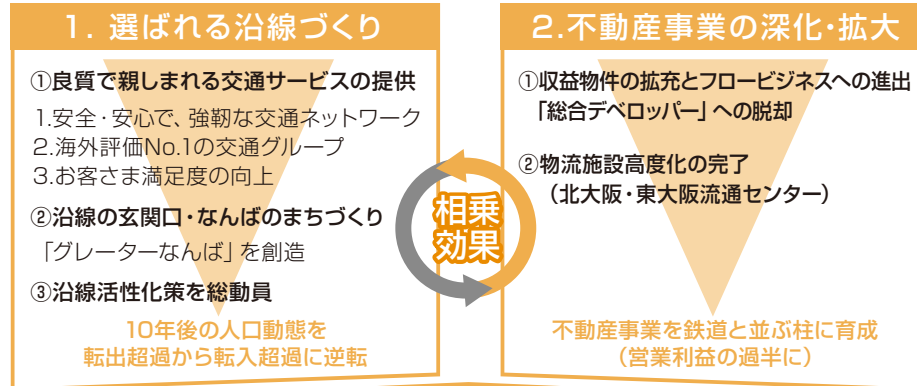 1. 選ばれる沿線づくり
①良質で親しまれる交通サービスの提供
1.安全・安心で、強靭な交通ネットワーク
2.海外評価No.1の交通グループ
3.お客さま満足度の向上
②沿線の玄関口・なんばのまちづくり
「グレーターなんば」を創造
③沿線活性化策を総動員
10年後の人口動態を
転出超過から転入超過に逆転
相乗
効果
2.不動産事業の深化・拡大
①収益物件の拡充とフロービジネスへの進出
「総合デベロッパー」への脱却
②物流施設高度化の完了
(北大阪・東大阪流通センター)
不動産事業を鉄道と並ぶ柱に育成
(営業利益の過半に)